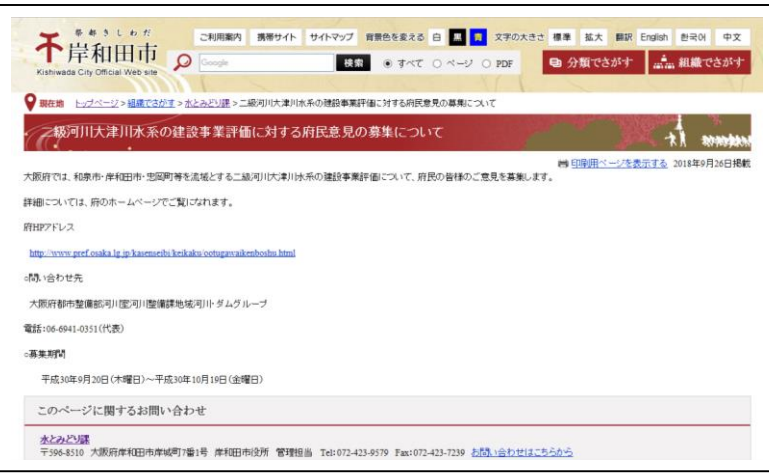 祭都きしわだ
岸和田市
Kishiwada City Official Web site
ご利用案内 携帯サイト サイトマップ 背景色を変える 白 黒 青 文字の大きさ 標準 拡大 翻訳 English 한국어 中文
Google 検索 すべて ページ PDF 分類でさがす 組織でさがす
現在地 トップページ > 組織でさがす > 水とみどり課 > 二級河川大津川水系の建設事業評価に対する府民意見の募集について
二級河川大津川水系の建設事業評価に対する府民意見の募集について
印刷用ページを表示する 2018年9月26日掲載
大阪府では、和泉市・岸和田市・忠岡町等を流域とする二級河川大津川水系の建設事業評価について、府民の皆様のご意見を募集します。
詳細については、府のホームページでご覧になれます。
府HPアドレス
http://www.pref.osaka.lg.jp/kasenseibi/keikaku/ootugawaikenboshu.html
○問い合わせ先
大阪府都市整備部河川室河川整備課地域河川・ダムグループ
電話:06-6941-0351(代表)
○募集期間
平成30年9月20日(木曜日)~平成30年10月19日(金曜日)
このページに関するお問い合わせ
水とみどり課
〒596-8510 大阪府岸和田市岸城町7番1号 岸和田市役所 管理担当 Tel:072-423-9579 Fax:072-423-7239 お問い合わせはこちらから